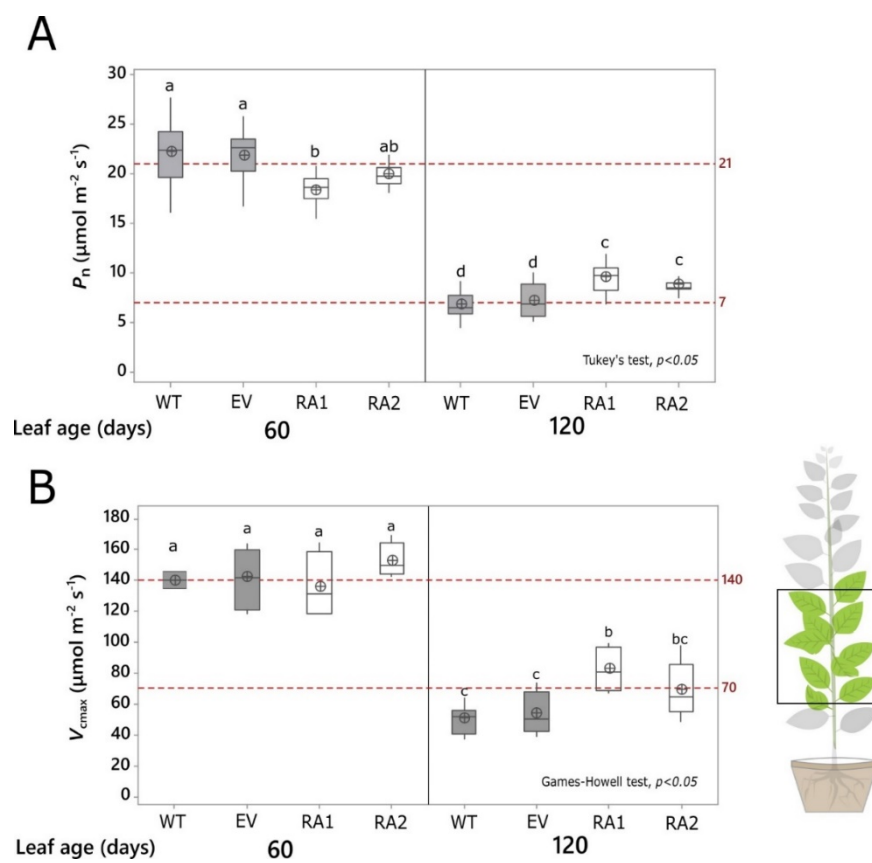 A
30
25
20
15
10
5
0
Pn (µmol m⁻² s⁻¹)
a a b ab
d d c c
21
7
Tukey's test, p<0.05
WT EV RA1 RA2 WT EV RA1 RA2
Leaf age (days) 60 120
B
180
160
140
120
100
80
60
40
20
0
Vcmax (µmol m⁻² s⁻¹)
a a a a
c c b bc
140
70
Games-Howell test, p<0.05
WT EV RA1 RA2 WT EV RA1 RA2
Leaf age (days) 60 120